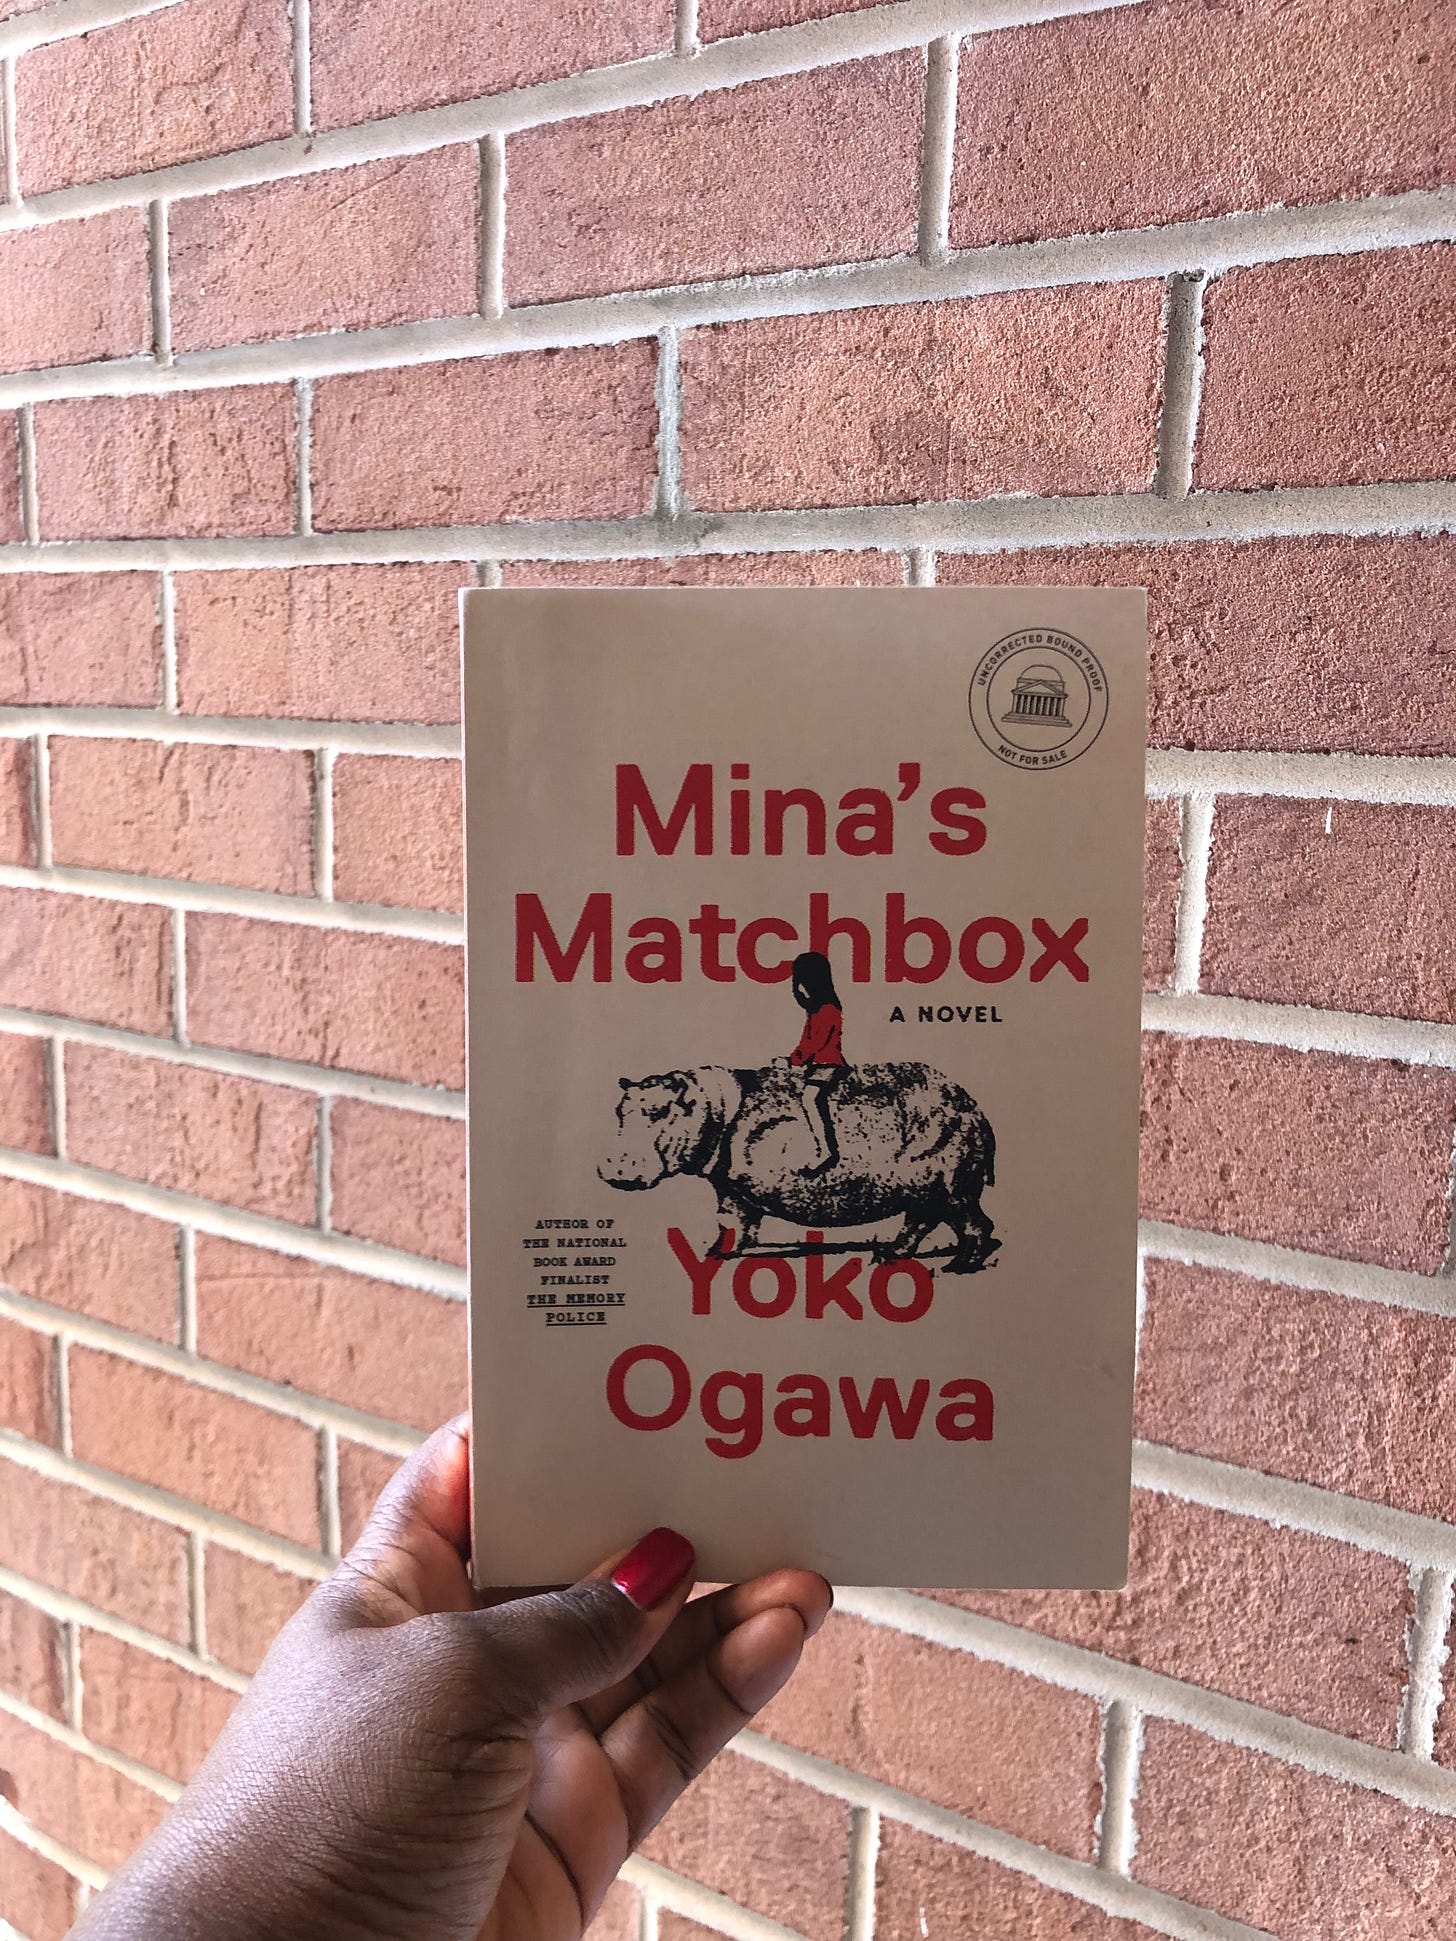 UNCORRECTED BOUND PROOF
NOT FOR SALE
Mina's
Matchbox
A NOVEL
AUTHOR OF
THE NATIONAL
BOOK AWARD
FINALIST
THE MEMORY
POLICE
Yoko
Ogawa